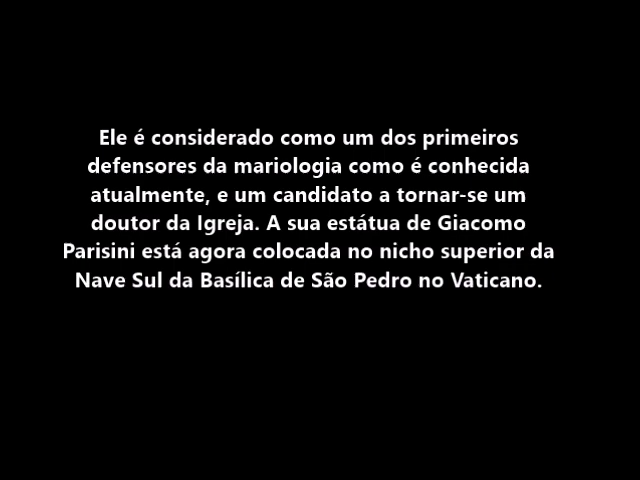 Ele é considerado como um dos primeiros
defensores da mariologia como é conhecida
atualmente, e um candidato a tornar-se um
doutor da Igreja. A sua estátua de Giacomo
Parisini está agora colocada no nicho superior da
Nave Sul da Basílica de São Pedro no Vaticano.